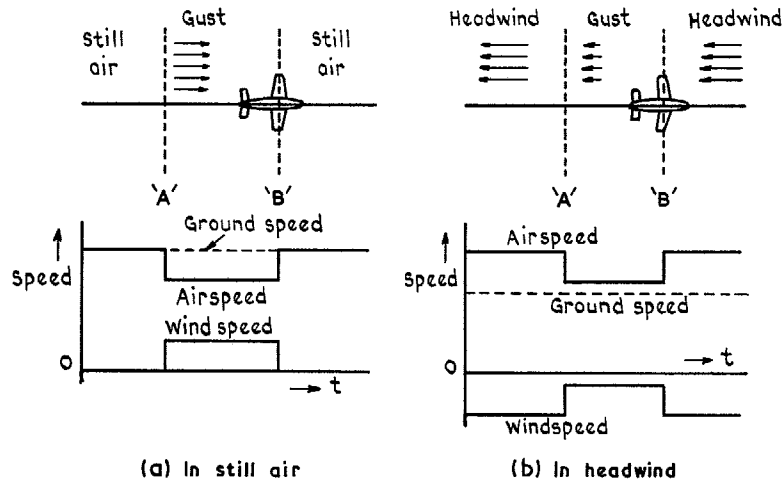 Gust
Still
air
Still
air
'A'
'B'
Ground speed
Speed
Airspeed
Wind speed
0
t
(a) In still air
Headwind
Gust
Headwind
'A'
'B'
Airspeed
Speed
Ground speed
t
0
Windspeed
(b) In headwind